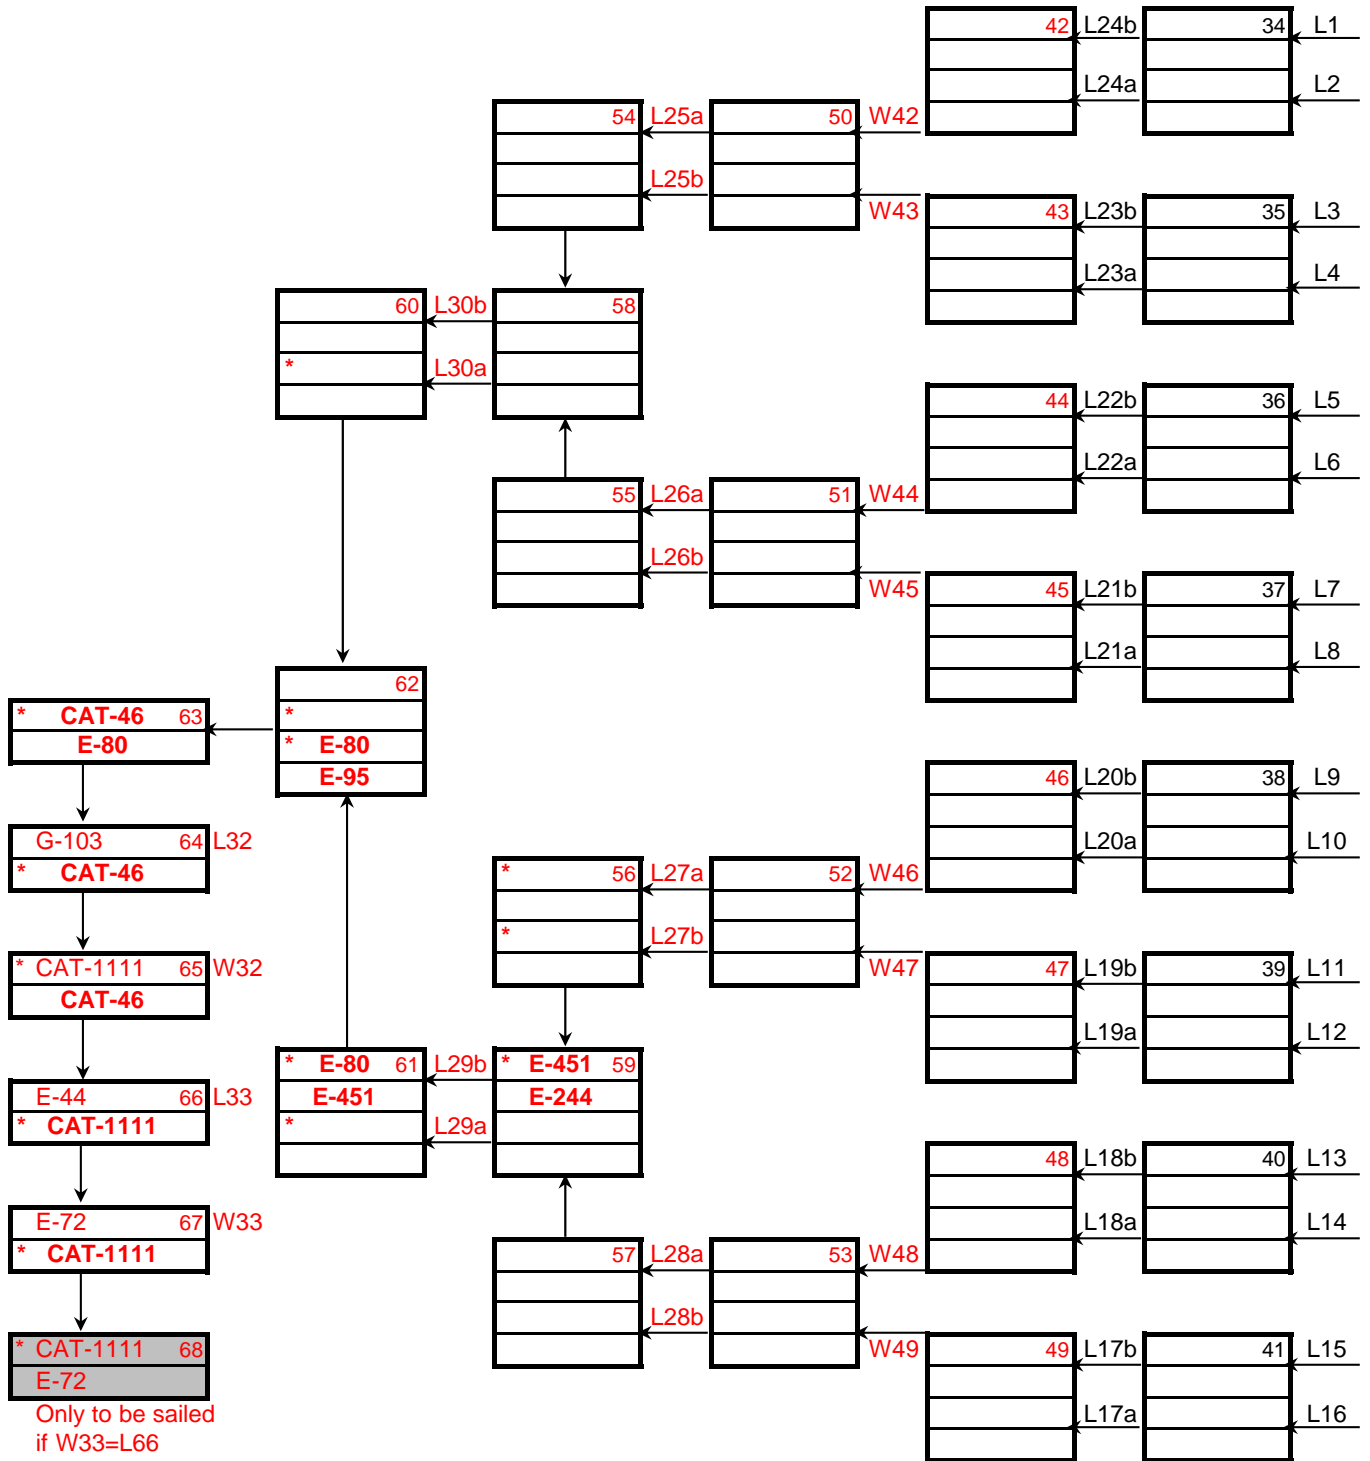 42 L24b 34 L1
L24a L2
54 L25a 50 W42
L25b
W43 43 L23b 35 L3
L23a L4
60 L30b 58
* L30a
44 L22b 36 L5
L22a L6
55 L26a 51 W44
L26b
W45 45 L21b 37 L7
L21a L8
62
*
* CAT-46 63
E-80
* E-80
E-95
46 L20b 38 L9
L20a L10
G-103 64 L32
* CAT-46
* 56 L27a 52 W46
* L27b
W47 47 L19b 39 L11
L19a L12
* CAT-1111 65 W32
CAT-46
* E-80 61 L29b * E-451 59
E-451 E-244
* L29a
E-44 66 L33
* CAT-1111
48 L18b 40 L13
L18a L14
E-72 67 W33
* CAT-1111
57 L28a 53 W48
L28b
W49 49 L17b 41 L15
L17a L16
* CAT-1111 68
E-72
Only to be sailed
if W33=L66